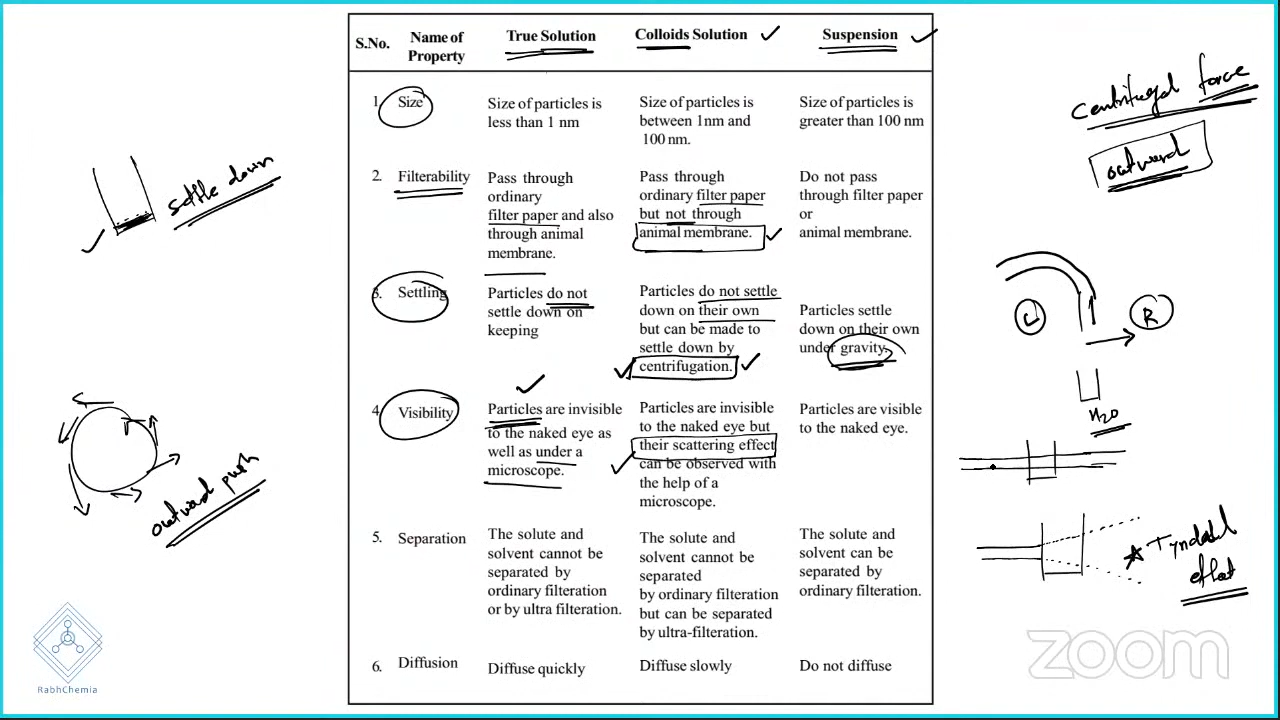 S.No.
Name of
Property
True Solution
Colloids Solution
Suspension
1.
Size
Size of particles is
less than 1 nm
Size of particles is
between 1nm and
100 nm.
Size of particles is
greater than 100 nm
2.
Filterability
Pass through
ordinary
filter paper and also
through animal
membrane.
Pass through
ordinary filter paper
but not through
animal membrane.
Do not pass
through filter paper
or
animal membrane.
3.
Settling
Particles do not
settle down on
keeping
Particles do not settle
down on their own
but can be made to
settle down by
centrifugation.
Particles settle
down on their own
under gravity.
4.
Visibility
Particles are invisible
to the naked eye as
well as under a
microscope.
Particles are invisible
to the naked eye but
their scattering effect
can be observed with
the help of a
microscope.
Particles are visible
to the naked eye.
5.
Separation
The solute and
solvent cannot be
separated by
ordinary filteration
or by ultra filteration.
The solute and
solvent cannot be
separated
by ordinary filteration
but can be separated
by ultra-filteration.
The solute and
solvent can be
separated by
ordinary filteration.
6.
Diffusion
Diffuse quickly
Diffuse slowly
Do not diffuse
settle down
outward push
centrifugal force
outward
L
R
H2O
Tyndall
effect
RabhChemia
zoom